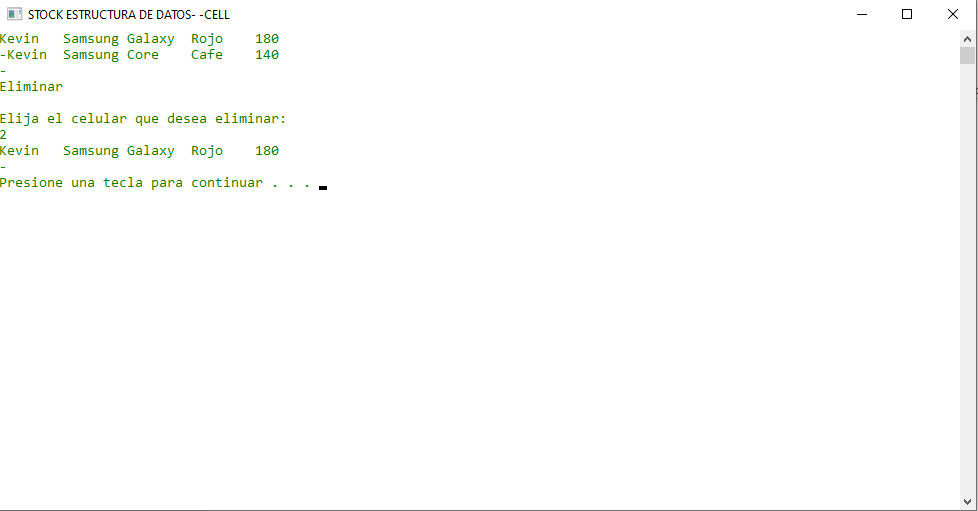 STOCK ESTRUCTURA DE DATOS- -CELL
Kevin   Samsung Galaxy  Rojo    180
-Kevin  Samsung Core    Cafe    140
-
Eliminar
Elija el celular que desea eliminar:
2
Kevin   Samsung Galaxy  Rojo    180
-
Presione una tecla para continuar . . .